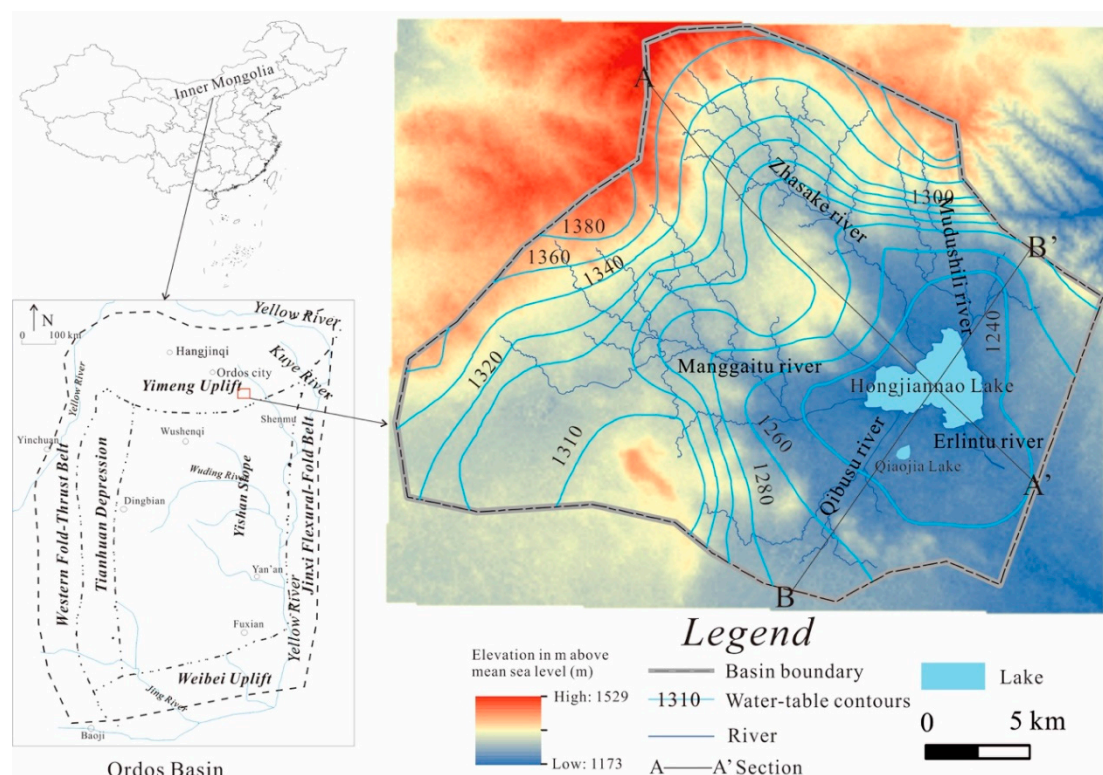 Inner Mongolia
N
0 100 km
Yellow River
Hangjinqi
Ordos city
Kuye River
Yimeng Uplift
Yellow River
Shenmu
Yinchuan
Wushenqi
Western Fold-Thrust Belt
Tianhuan Depression
Wuding River
Dingbian
Yishan Slope
Jinxi Flexural-Fold Belt
Yan'an
Yellow River
Fuxian
Weibei Uplift
Jing River
Baoji
Ordos Basin
A
Zhasake river
1300
Mudushili river
B'
1380
1360
1340
1320
1240
Manggaitu river
Hongjiannao Lake
1310
1260
Erlintu river
Qibusu river
Qiaojia Lake
1280
A'
B
Legend
Elevation in m above
mean sea level (m)
High: 1529
Low: 1173
Basin boundary
1310 Water-table contours
River
A A' Section
Lake
0 5 km